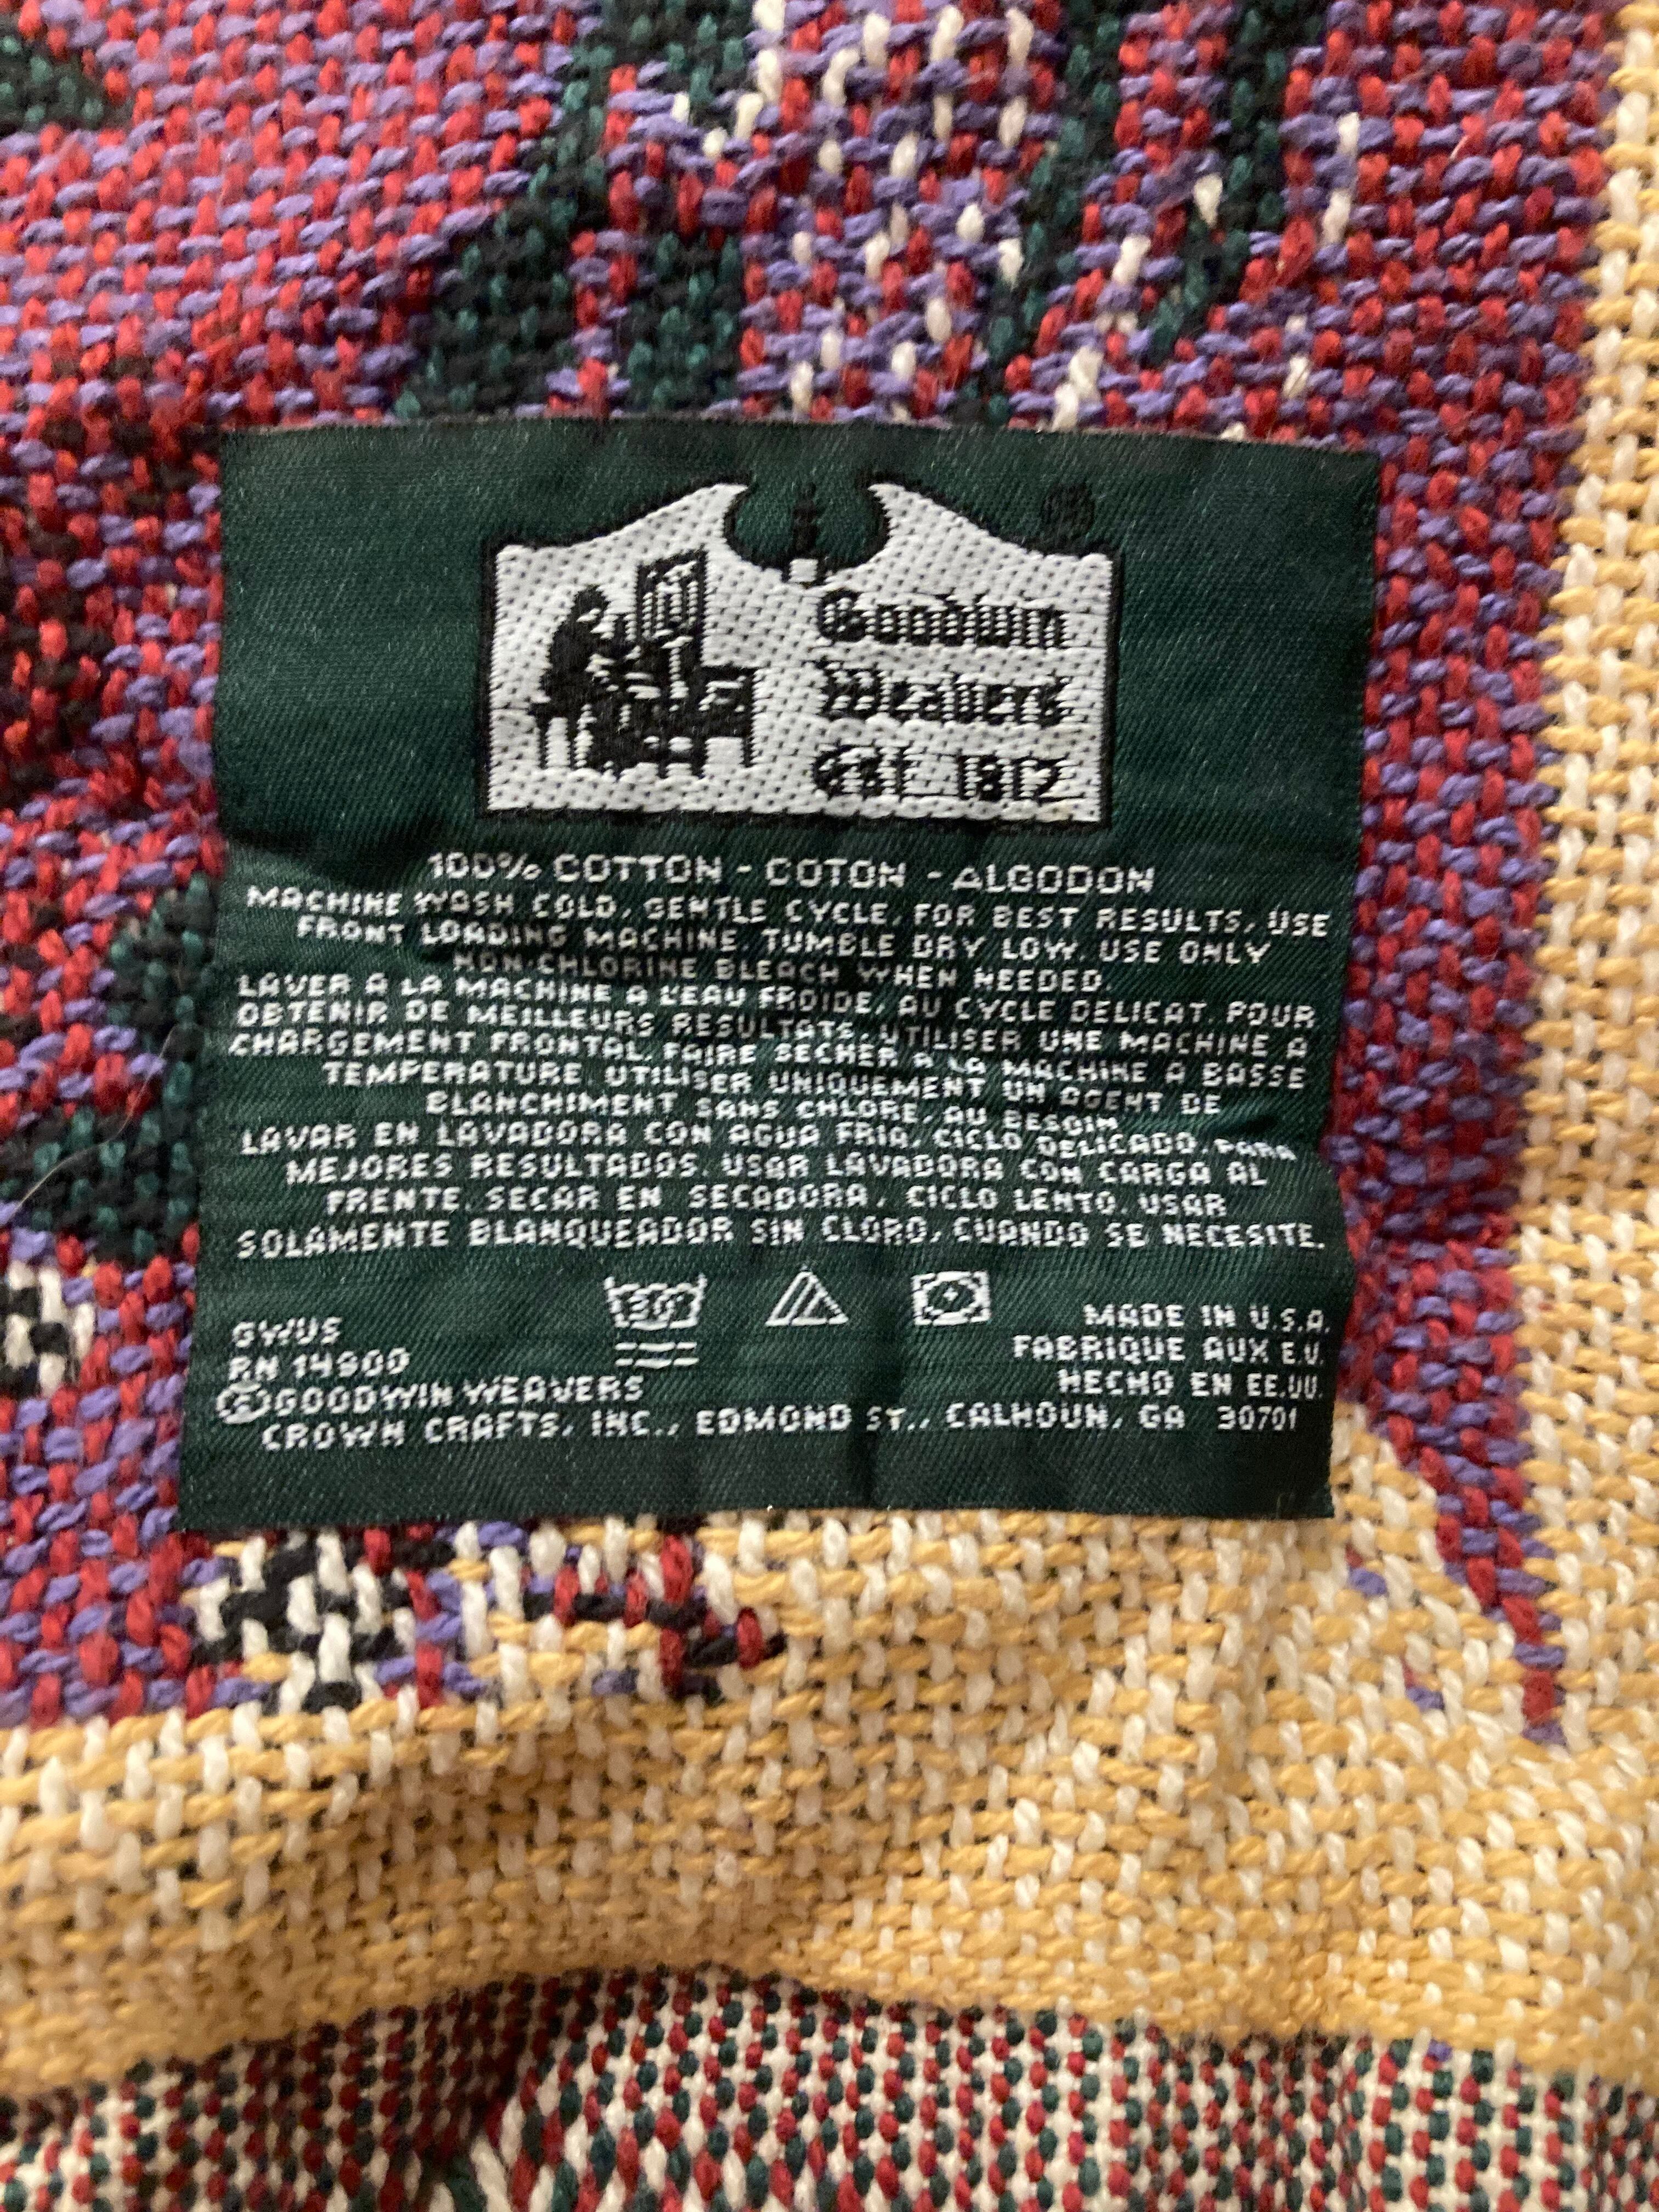 Goodwin
Weavers
Est. 1812
100% COTTON - COTON - ALGODON
MACHINE WASH COLD, GENTLE CYCLE, FOR BEST RESULTS, USE
FRONT LOADING MACHINE. TUMBLE DRY LOW. USE ONLY
NON-CHLORINE BLEACH WHEN NEEDED.
LAVER A LA MACHINE A L'EAU FROIDE, AU CYCLE DELICAT. POUR
OBTENIR DE MEILLEURS RESULTATS, UTILISER UNE MACHINE A
CHARGEMENT FRONTAL. FAIRE SECHER A LA MACHINE A BASSE
TEMPERATURE. UTILISER UNIQUEMENT UN AGENT DE
BLANCHIMENT SANS CHLORE, AU BESOIN
LAVAR EN LAVADORA CON AGUA FRIA, CICLO DELICADO. PARA
MEJORES RESULTADOS. USAR LAVADORA CON CARGA AL
FRENTE. SECAR EN SECADORA, CICLO LENTO. USAR
SOLAMENTE BLANQUEADOR SIN CLORO, CUANDO SE NECESITE.
30°
GWUS
RN 14900
©GOODWIN WEAVERS
MADE IN U.S.A.
FABRIQUE AUX E.U.
HECHO EN EE.UU.
CROWN CRAFTS, INC., EDMOND ST., CALHOUN, GA 30701